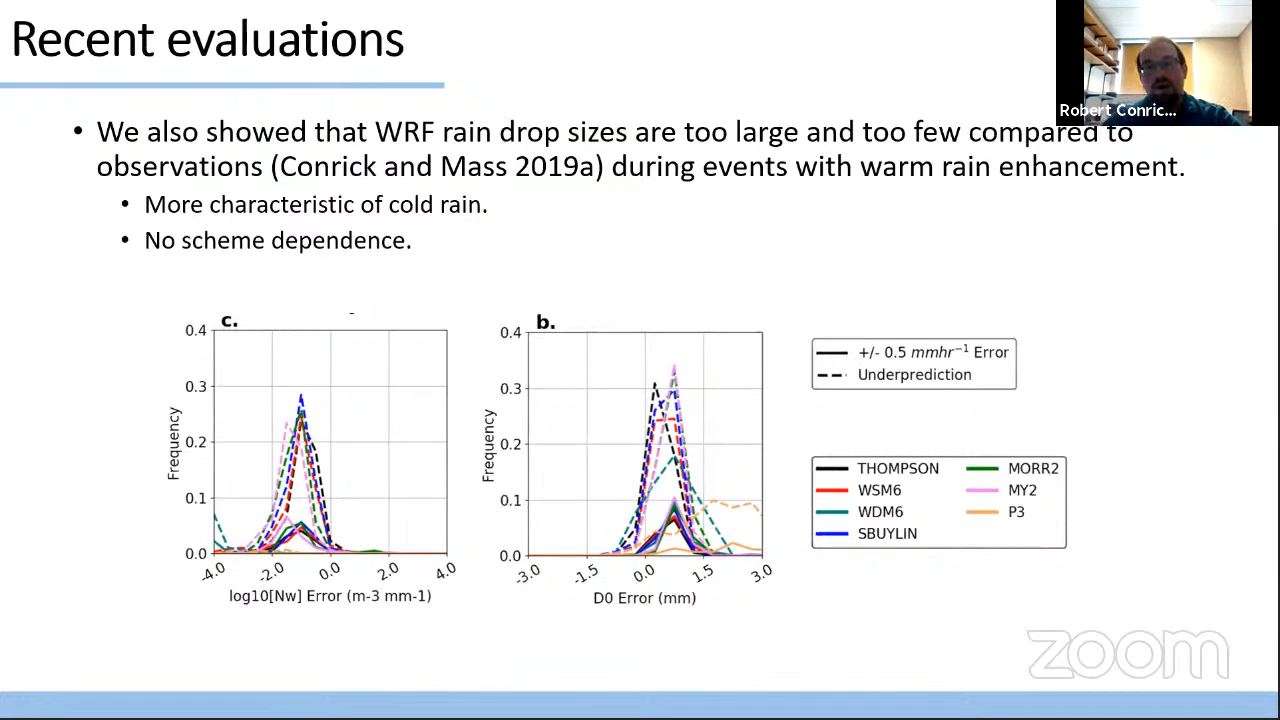 Recent evaluations
Robert Conric...
• We also showed that WRF rain drop sizes are too large and too few compared to
observations (Conrick and Mass 2019a) during events with warm rain enhancement.
• More characteristic of cold rain.
• No scheme dependence.
c.
0.4
0.3
0.2
0.1
0.0
Frequency
-4.0 -2.0 0.0 2.0 4.0
log10[Nw] Error (m-3 mm-1)
b.
0.4
0.3
0.2
0.1
0.0
Frequency
-3.0 -1.5 0.0 1.5 3.0
D0 Error (mm)
+/- 0.5 mmhr⁻¹ Error
Underprediction
THOMPSON MORR2
WSM6 MY2
WDM6 P3
SBUYLIN
zoom